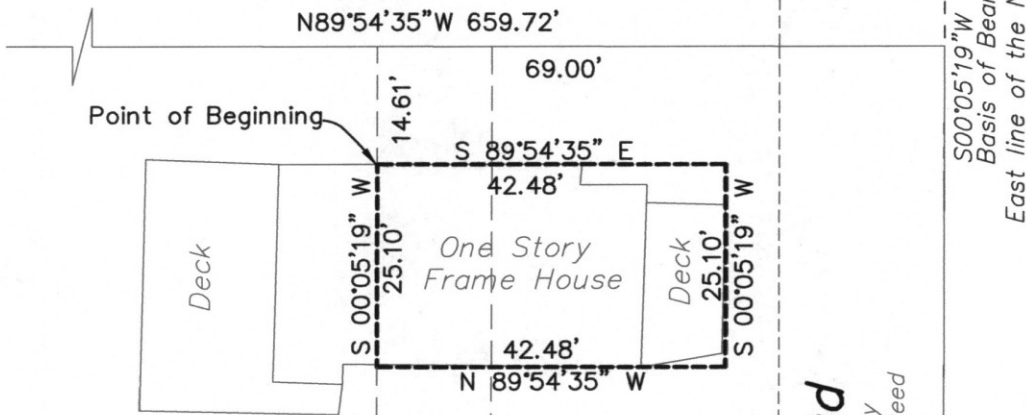 N89°54'35"W 659.72'
69.00'
14.61'
Point of Beginning
S 89°54'35" E
42.48'
S 00°05'19" W
25.10'
One Story
Frame House
Deck
Deck
25.10'
S 00°05'19" W
42.48'
N 89°54'35" W
S00°05'19"W
Basis of Bear
East line of the N
d
y
eed